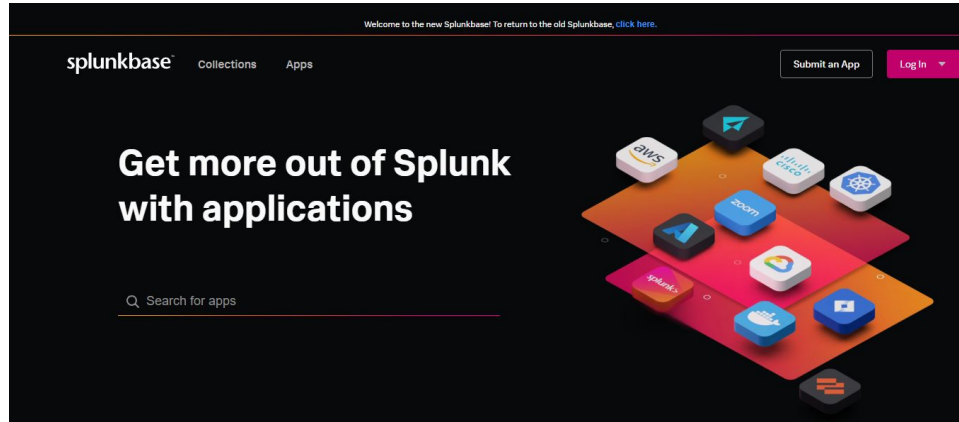 Welcome to the new Splunkbase! To return to the old Splunkbase, click here.
splunkbase™ Collections Apps Submit an App Log In
Get more out of Splunk
with applications
Search for apps
aws
cisco
zoom
splunk>